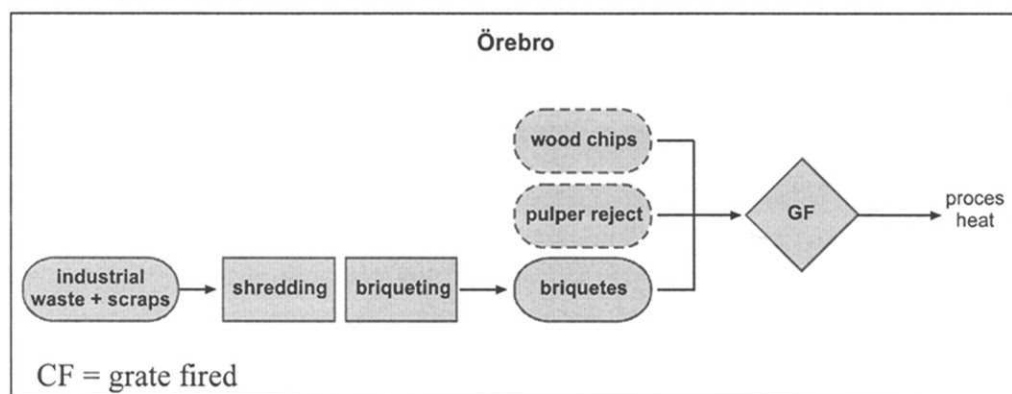 Örebro
wood chips
pulper reject
GF
proces
heat
industrial
waste + scraps
shredding
briqueting
briquetes
CF = grate fired